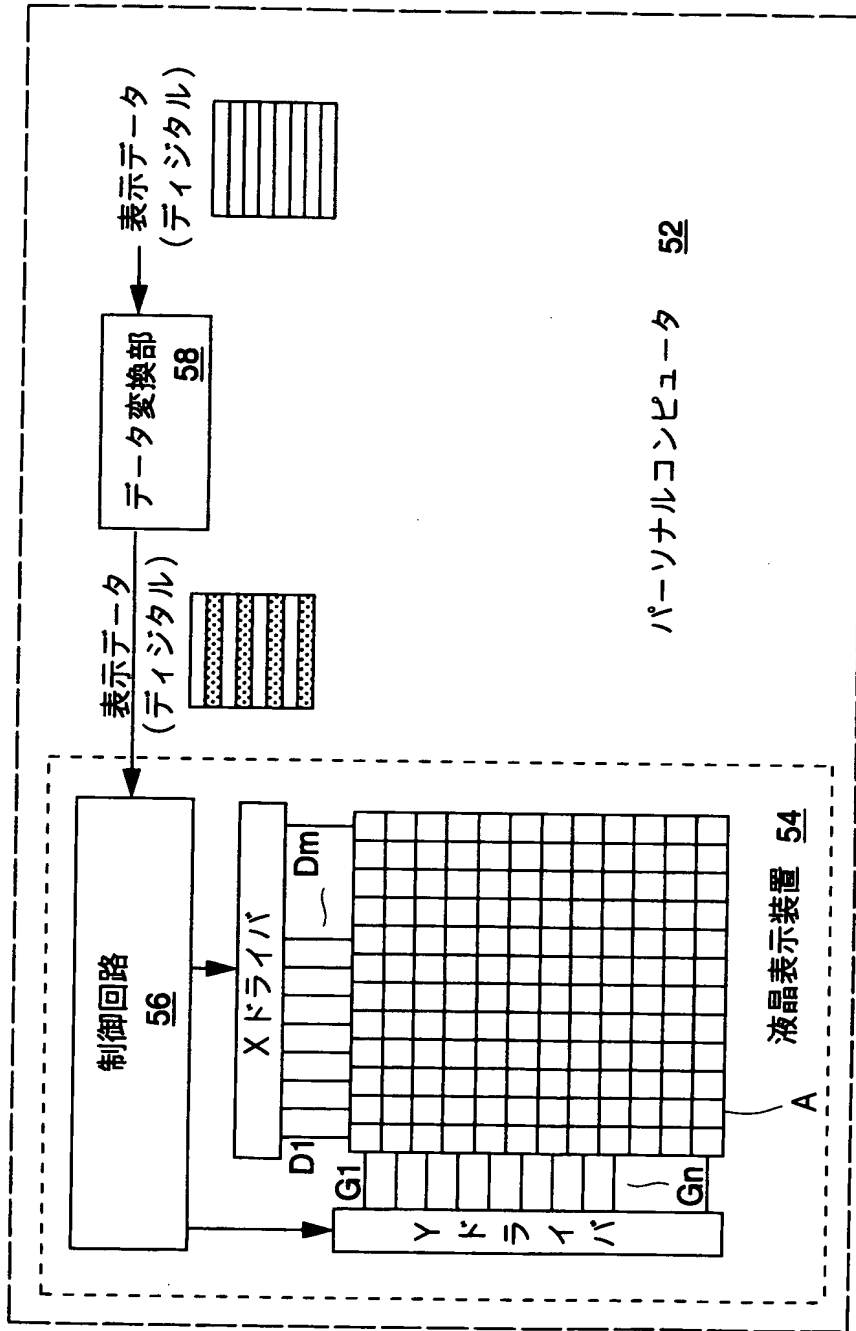 制御回路
56
表示データ
(ディジタル)
データ変換部
58
表示データ
(ディジタル)
Xドライバ
D1
Dm
G1
Gn
Yドライバ
A
液晶表示装置 54
パーソナルコンピュータ 52